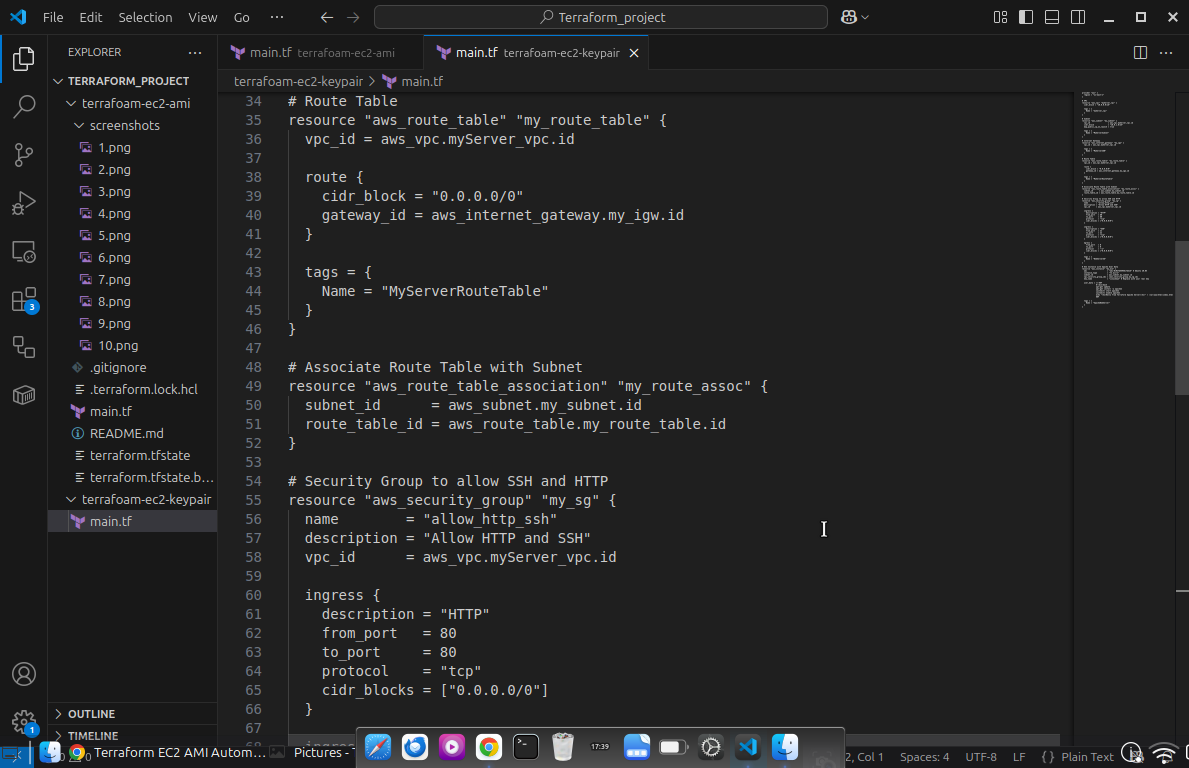 File Edit Selection View Go ··· Terraform_project
EXPLORER ···
TERRAFORM_PROJECT
terrafoam-ec2-ami
screenshots
1.png
2.png
3.png
4.png
5.png
6.png
7.png
8.png
9.png
10.png
.gitignore
.terraform.lock.hcl
main.tf
README.md
terraform.tfstate
terraform.tfstate.b...
terrafoam-ec2-keypair
main.tf
OUTLINE
TIMELINE
3
1
main.tf terrafoam-ec2-ami main.tf terrafoam-ec2-keypair
terrafoam-ec2-keypair > main.tf
34 # Route Table
35 resource "aws_route_table" "my_route_table" {
36 vpc_id = aws_vpc.myServer_vpc.id
37
38 route {
39 cidr_block = "0.0.0.0/0"
40 gateway_id = aws_internet_gateway.my_igw.id
41 }
42
43 tags = {
44 Name = "MyServerRouteTable"
45 }
46 }
47
48 # Associate Route Table with Subnet
49 resource "aws_route_table_association" "my_route_assoc" {
50 subnet_id = aws_subnet.my_subnet.id
51 route_table_id = aws_route_table.my_route_table.id
52 }
53
54 # Security Group to allow SSH and HTTP
55 resource "aws_security_group" "my_sg" {
56 name = "allow_http_ssh"
57 description = "Allow HTTP and SSH"
58 vpc_id = aws_vpc.myServer_vpc.id
59
60 ingress {
61 description = "HTTP"
62 from_port = 80
63 to_port = 80
64 protocol = "tcp"
65 cidr_blocks = ["0.0.0.0/0"]
66 }
67
Terraform EC2 AMI Autom... Pictures - 17:39 2, Col 1 Spaces: 4 UTF-8 LF {} Plain Text